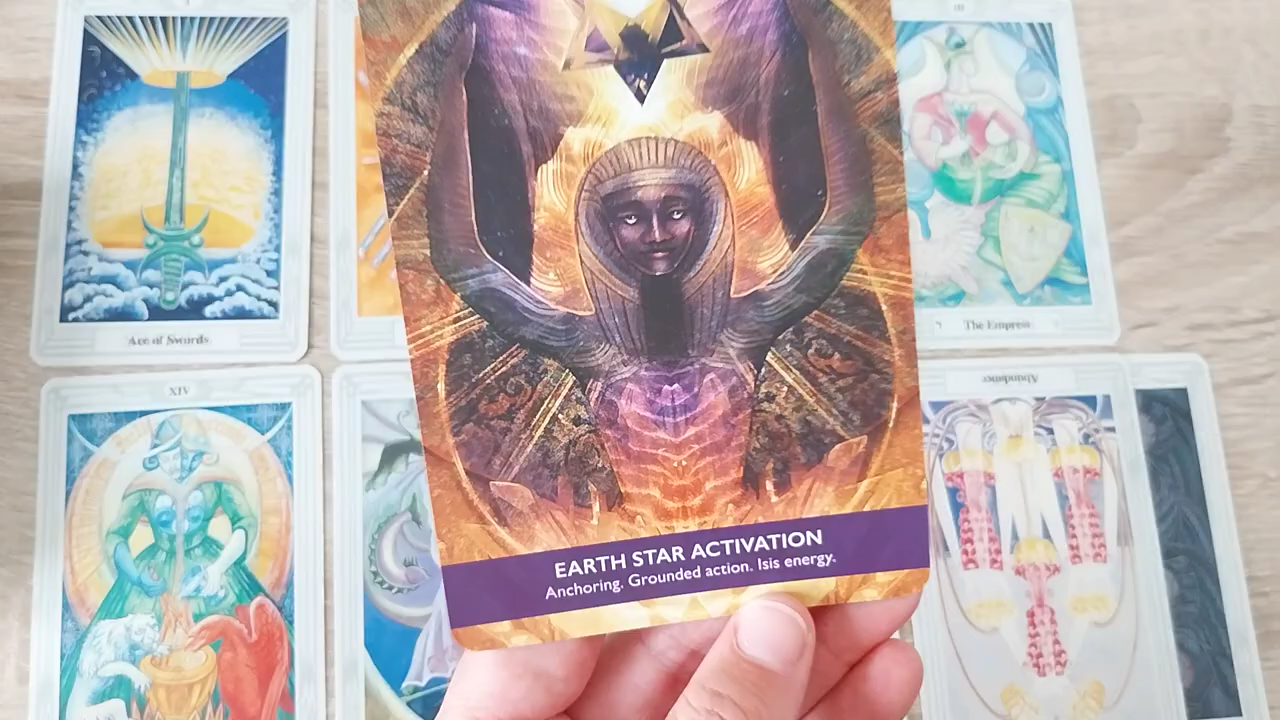 III
Ace of Swords
The Empress
XIV
Abundance
EARTH STAR ACTIVATION
Anchoring. Grounded action. Isis energy.